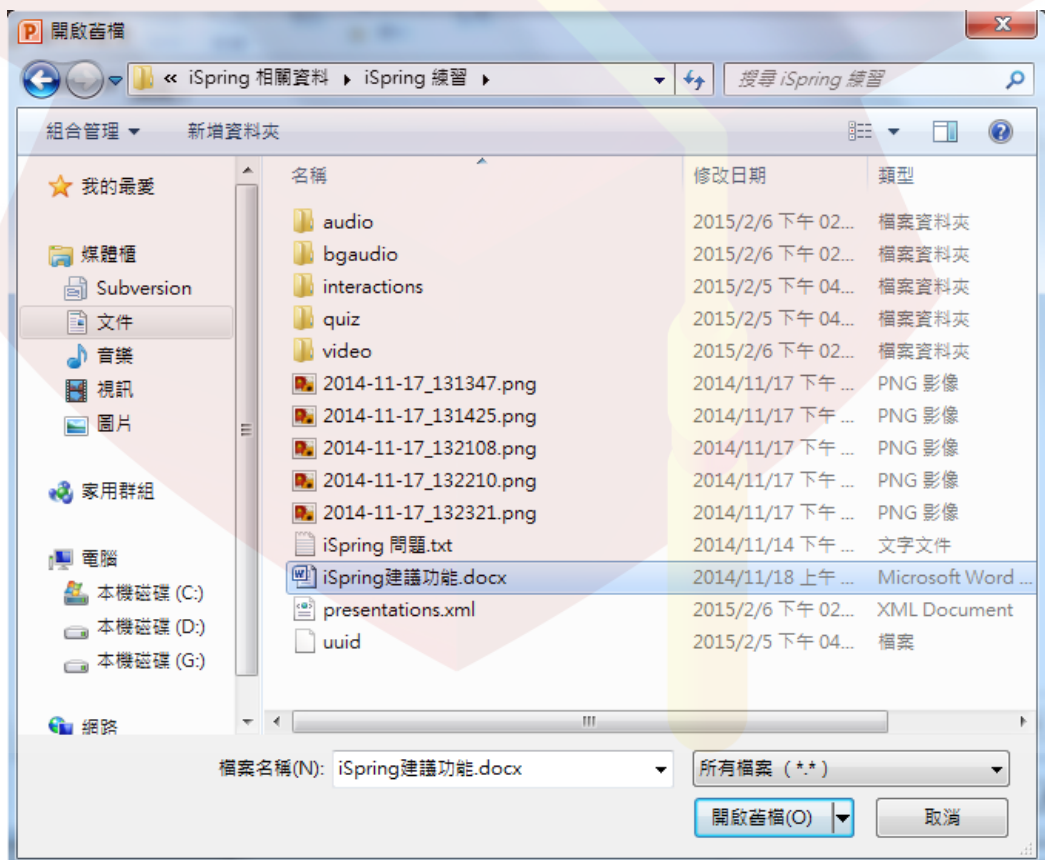 開啟舊檔
« iSpring 相關資料 ▸ iSpring 練習 ▸
搜尋 iSpring 練習
組合管理 ▼ 新增資料夾
名稱 修改日期 類型
我的最愛
媒體櫃
Subversion
文件
音樂
視訊
圖片
家用群組
電腦
本機磁碟 (C:)
本機磁碟 (D:)
本機磁碟 (G:)
網路
audio 2015/2/6 下午 02... 檔案資料夾
bgaudio 2015/2/6 下午 02... 檔案資料夾
interactions 2015/2/5 下午 04... 檔案資料夾
quiz 2015/2/5 下午 04... 檔案資料夾
video 2015/2/6 下午 02... 檔案資料夾
2014-11-17_131347.png 2014/11/17 下午 ... PNG 影像
2014-11-17_131425.png 2014/11/17 下午 ... PNG 影像
2014-11-17_132108.png 2014/11/17 下午 ... PNG 影像
2014-11-17_132210.png 2014/11/17 下午 ... PNG 影像
2014-11-17_132321.png 2014/11/17 下午 ... PNG 影像
iSpring 問題.txt 2014/11/14 下午 ... 文字文件
iSpring建議功能.docx 2014/11/18 上午 ... Microsoft Word ...
presentations.xml 2015/2/6 下午 02... XML Document
uuid 2015/2/5 下午 04... 檔案
檔案名稱(N): iSpring建議功能.docx
所有檔案 (*.*)
開啟舊檔(O)
取消